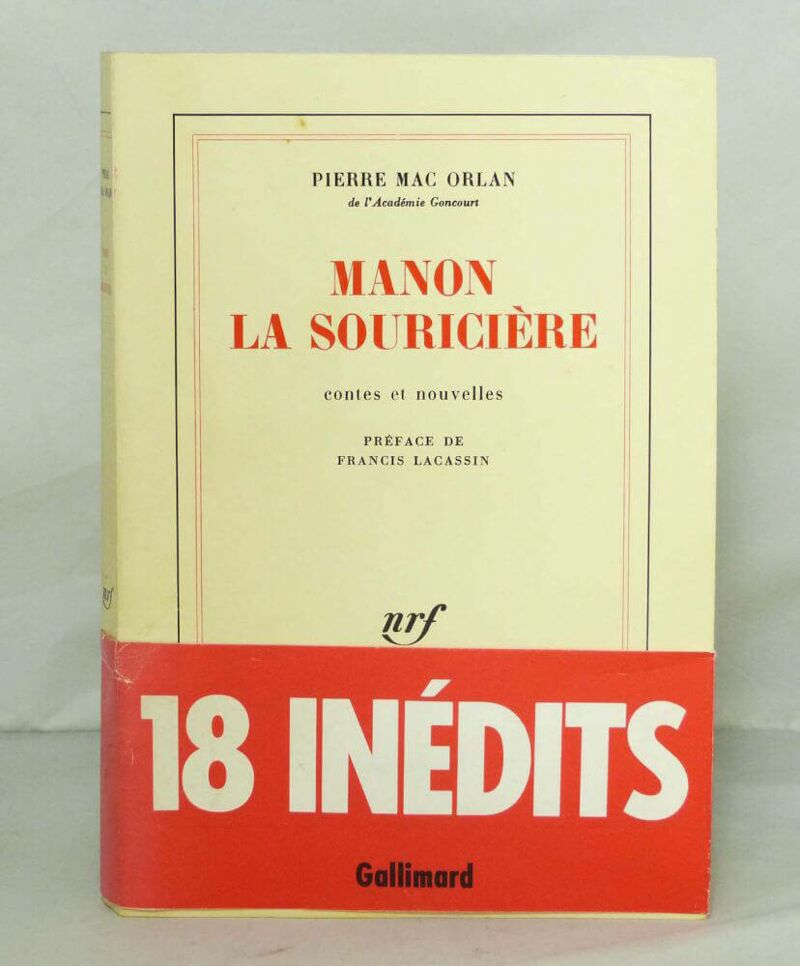 PIERRE MAC ORLAN
de l'Académie Goncourt
MANON
LA SOURICIÈRE
contes et nouvelles
PRÉFACE DE
FRANCIS LACASSIN
nrf
18 INÉDITS
Gallimard
nrf